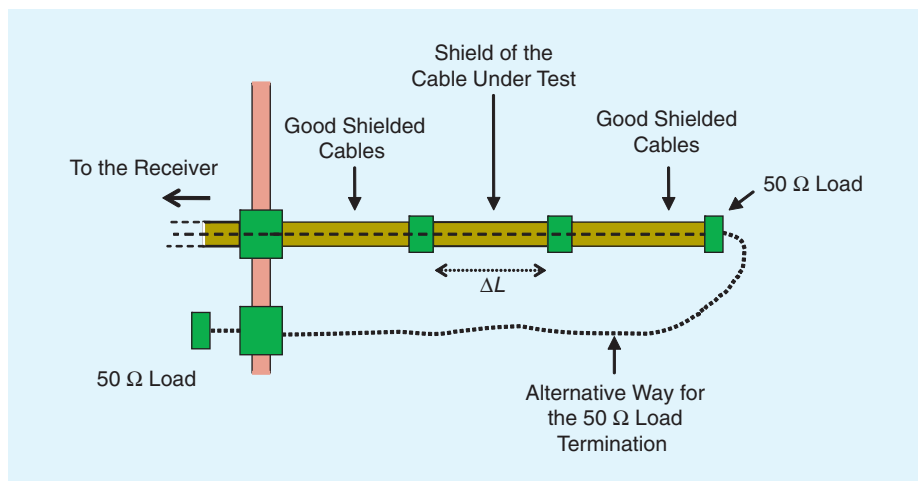 Shield of the
Cable Under Test
Good Shielded
Cables
Good Shielded
Cables
To the Receiver
50 Ω Load
ΔL
50 Ω Load
Alternative Way for
the 50 Ω Load
Termination